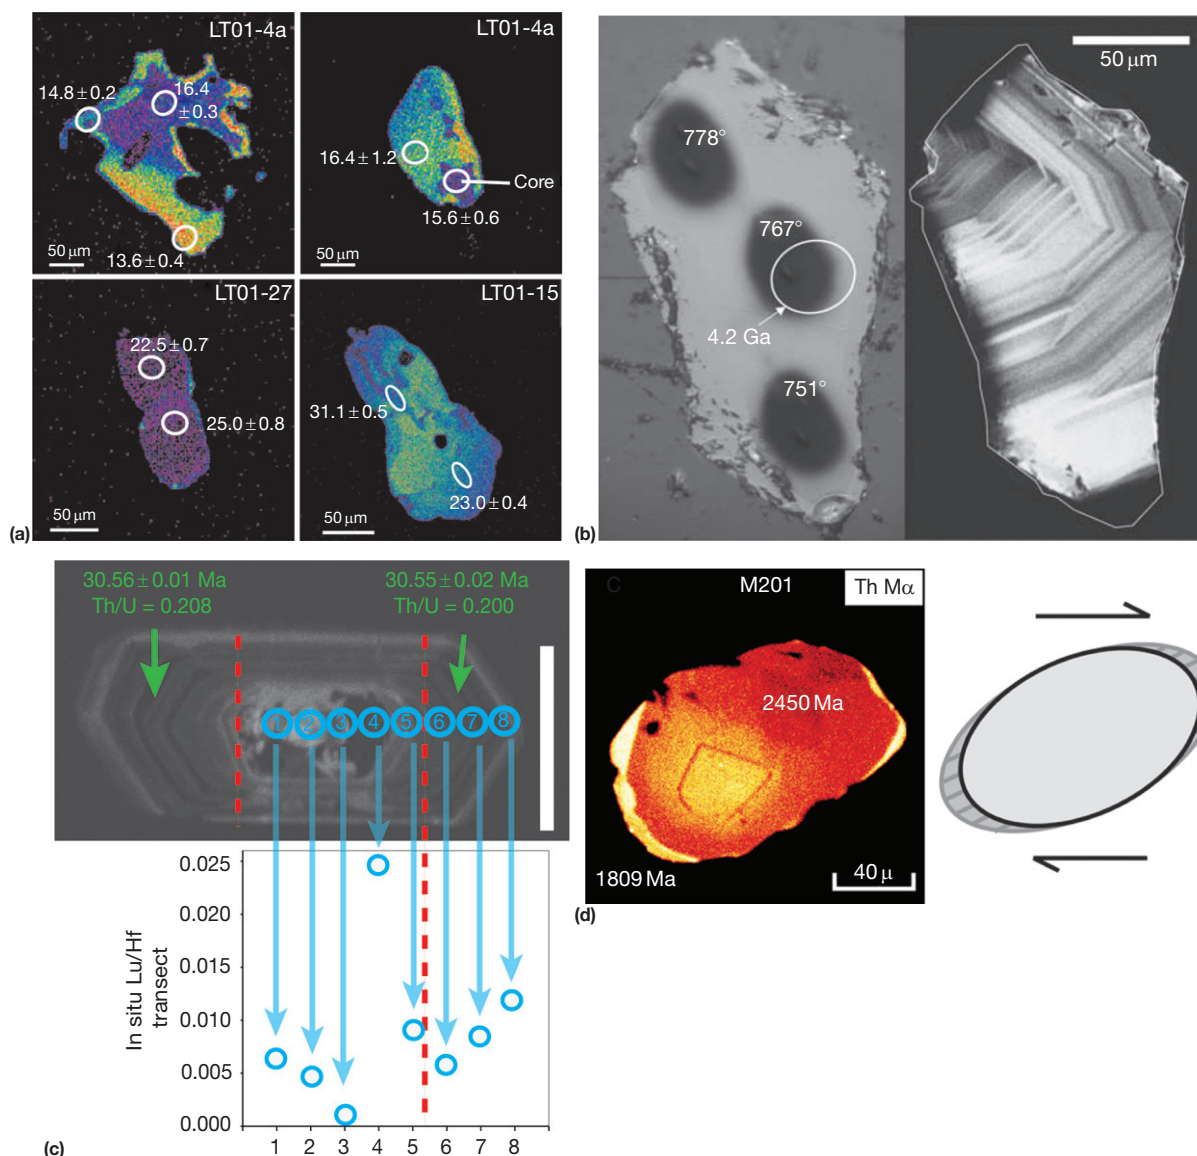 LT01-4a
14.8±0.2
16.4
±0.3
13.6±0.4
50 μm
LT01-4a
16.4±1.2
Core
15.6±0.6
50 μm
LT01-27
22.5±0.7
25.0±0.8
50 μm
LT01-15
31.1±0.5
23.0±0.4
50 μm
(a)
50 μm
778°
767°
4.2 Ga
751°
(b)
30.56±0.01 Ma
Th/U = 0.208
30.55±0.02 Ma
Th/U = 0.200
1 2 3 4 5 6 7 8
In situ Lu/Hf
transect
0.025
0.020
0.015
0.010
0.005
0.000
1 2 3 4 5 6 7 8
(c)
C
M201
Th Mα
2450 Ma
1809 Ma
40 μ
(d)